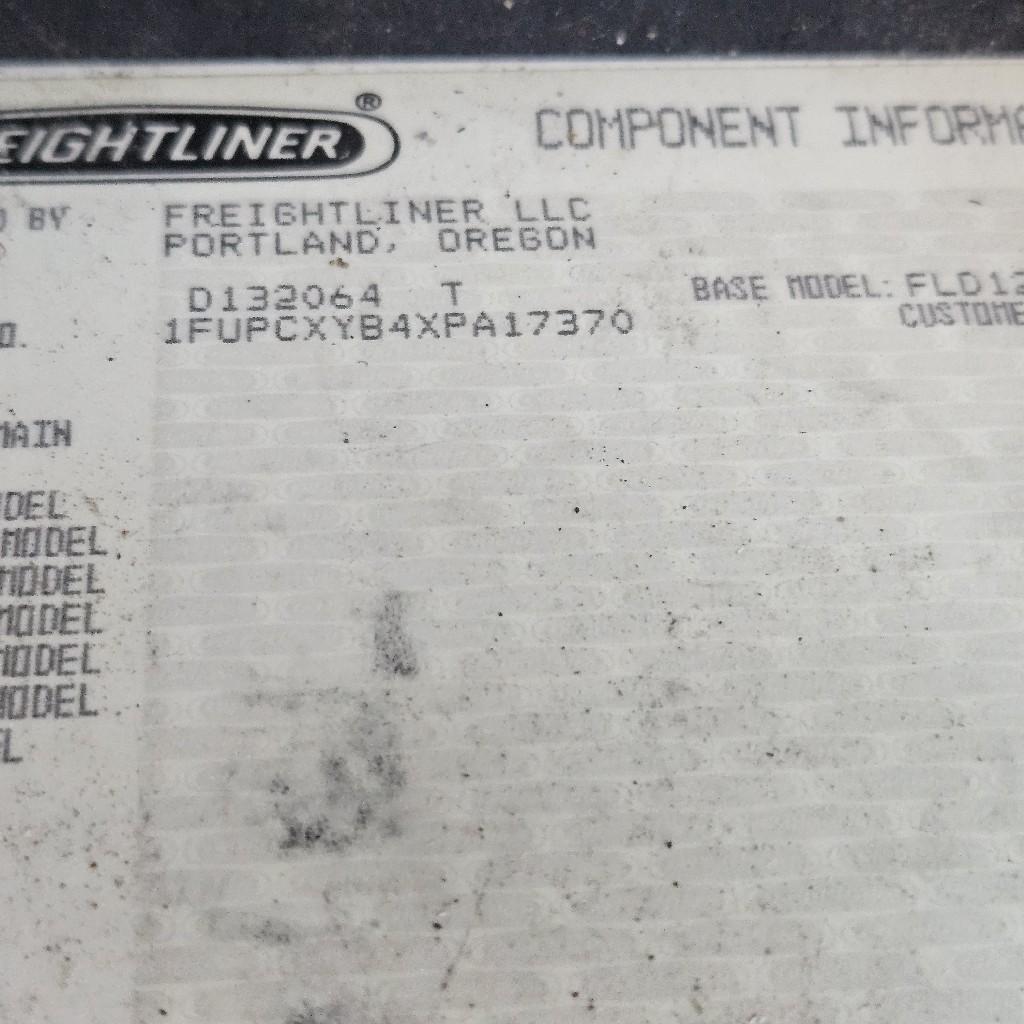 EIGHTLINER®
COMPONENT INFORMA
BY FREIGHTLINER LLC
PORTLAND, OREGON
D132064 T BASE MODEL: FLD12
O. 1FUPCXYB4XPA17370 CUSTOME
MAIN
ODEL
MODEL
MODEL
MODEL
MODEL
MODEL
EL